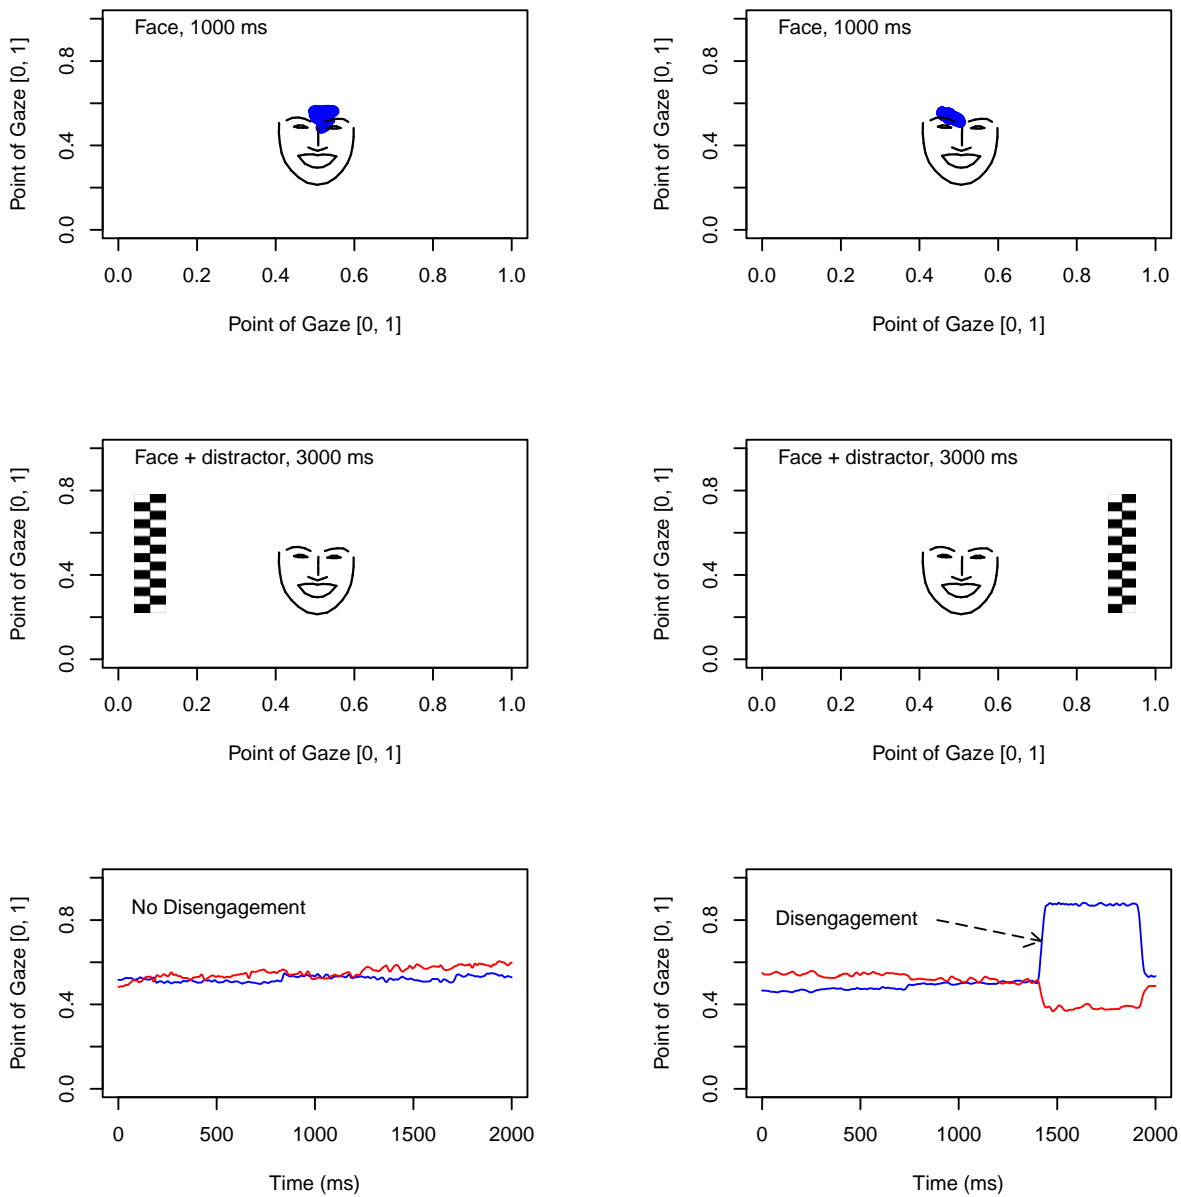 Face, 1000 ms
Point of Gaze [0, 1]
0.0 0.4 0.8
0.0 0.2 0.4 0.6 0.8 1.0
Point of Gaze [0, 1]
Face, 1000 ms
Point of Gaze [0, 1]
0.0 0.4 0.8
0.0 0.2 0.4 0.6 0.8 1.0
Point of Gaze [0, 1]
Face + distractor, 3000 ms
Point of Gaze [0, 1]
0.0 0.4 0.8
0.0 0.2 0.4 0.6 0.8 1.0
Point of Gaze [0, 1]
Face + distractor, 3000 ms
Point of Gaze [0, 1]
0.0 0.4 0.8
0.0 0.2 0.4 0.6 0.8 1.0
Point of Gaze [0, 1]
No Disengagement
Point of Gaze [0, 1]
0.0 0.4 0.8
0 500 1000 1500 2000
Time (ms)
Disengagement
Point of Gaze [0, 1]
0.0 0.4 0.8
0 500 1000 1500 2000
Time (ms)